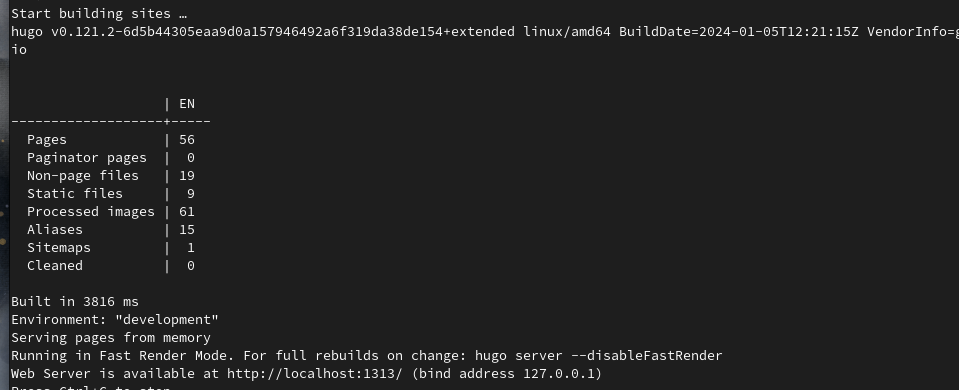 Start building sites …
hugo v0.121.2-6d5b44305eaa9d0a157946492a6f319da38de154+extended linux/amd64 BuildDate=2024-01-05T12:21:15Z VendorInfo=g
io
                   | EN
-------------------+-----
  Pages            | 56
  Paginator pages  |  0
  Non-page files   | 19
  Static files     |  9
  Processed images | 61
  Aliases          | 15
  Sitemaps         |  1
  Cleaned          |  0
Built in 3816 ms
Environment: "development"
Serving pages from memory
Running in Fast Render Mode. For full rebuilds on change: hugo server --disableFastRender
Web Server is available at http://localhost:1313/ (bind address 127.0.0.1)
Press Ctrl+C to stop